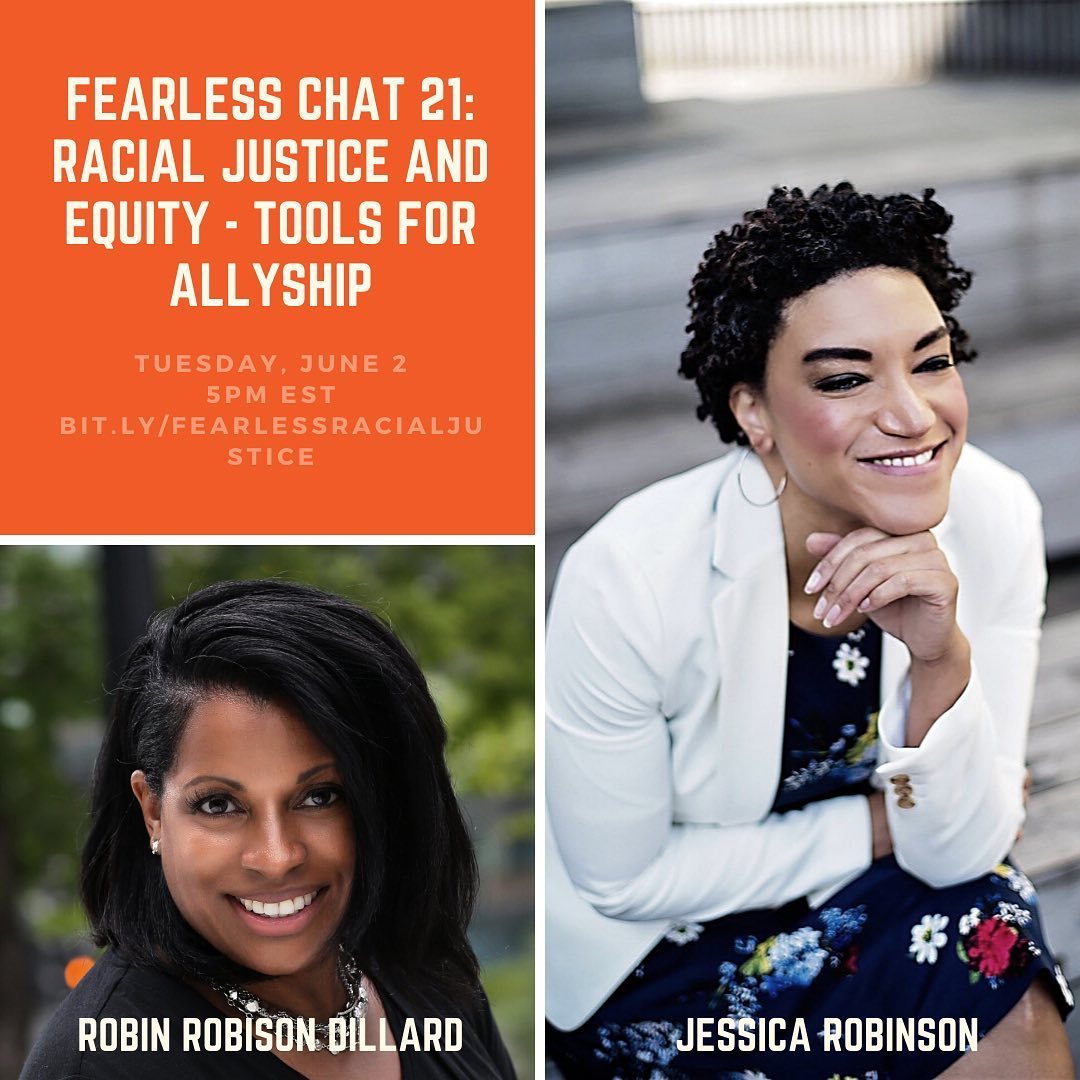 FEARLESS CHAT 21:
RACIAL JUSTICE AND
EQUITY - TOOLS FOR
ALLYSHIP
TUESDAY, JUNE 2
5PM EST
BIT.LY/FEARLESSRACIALJU
STICE
ROBIN ROBISON DILLARD
JESSICA ROBINSON